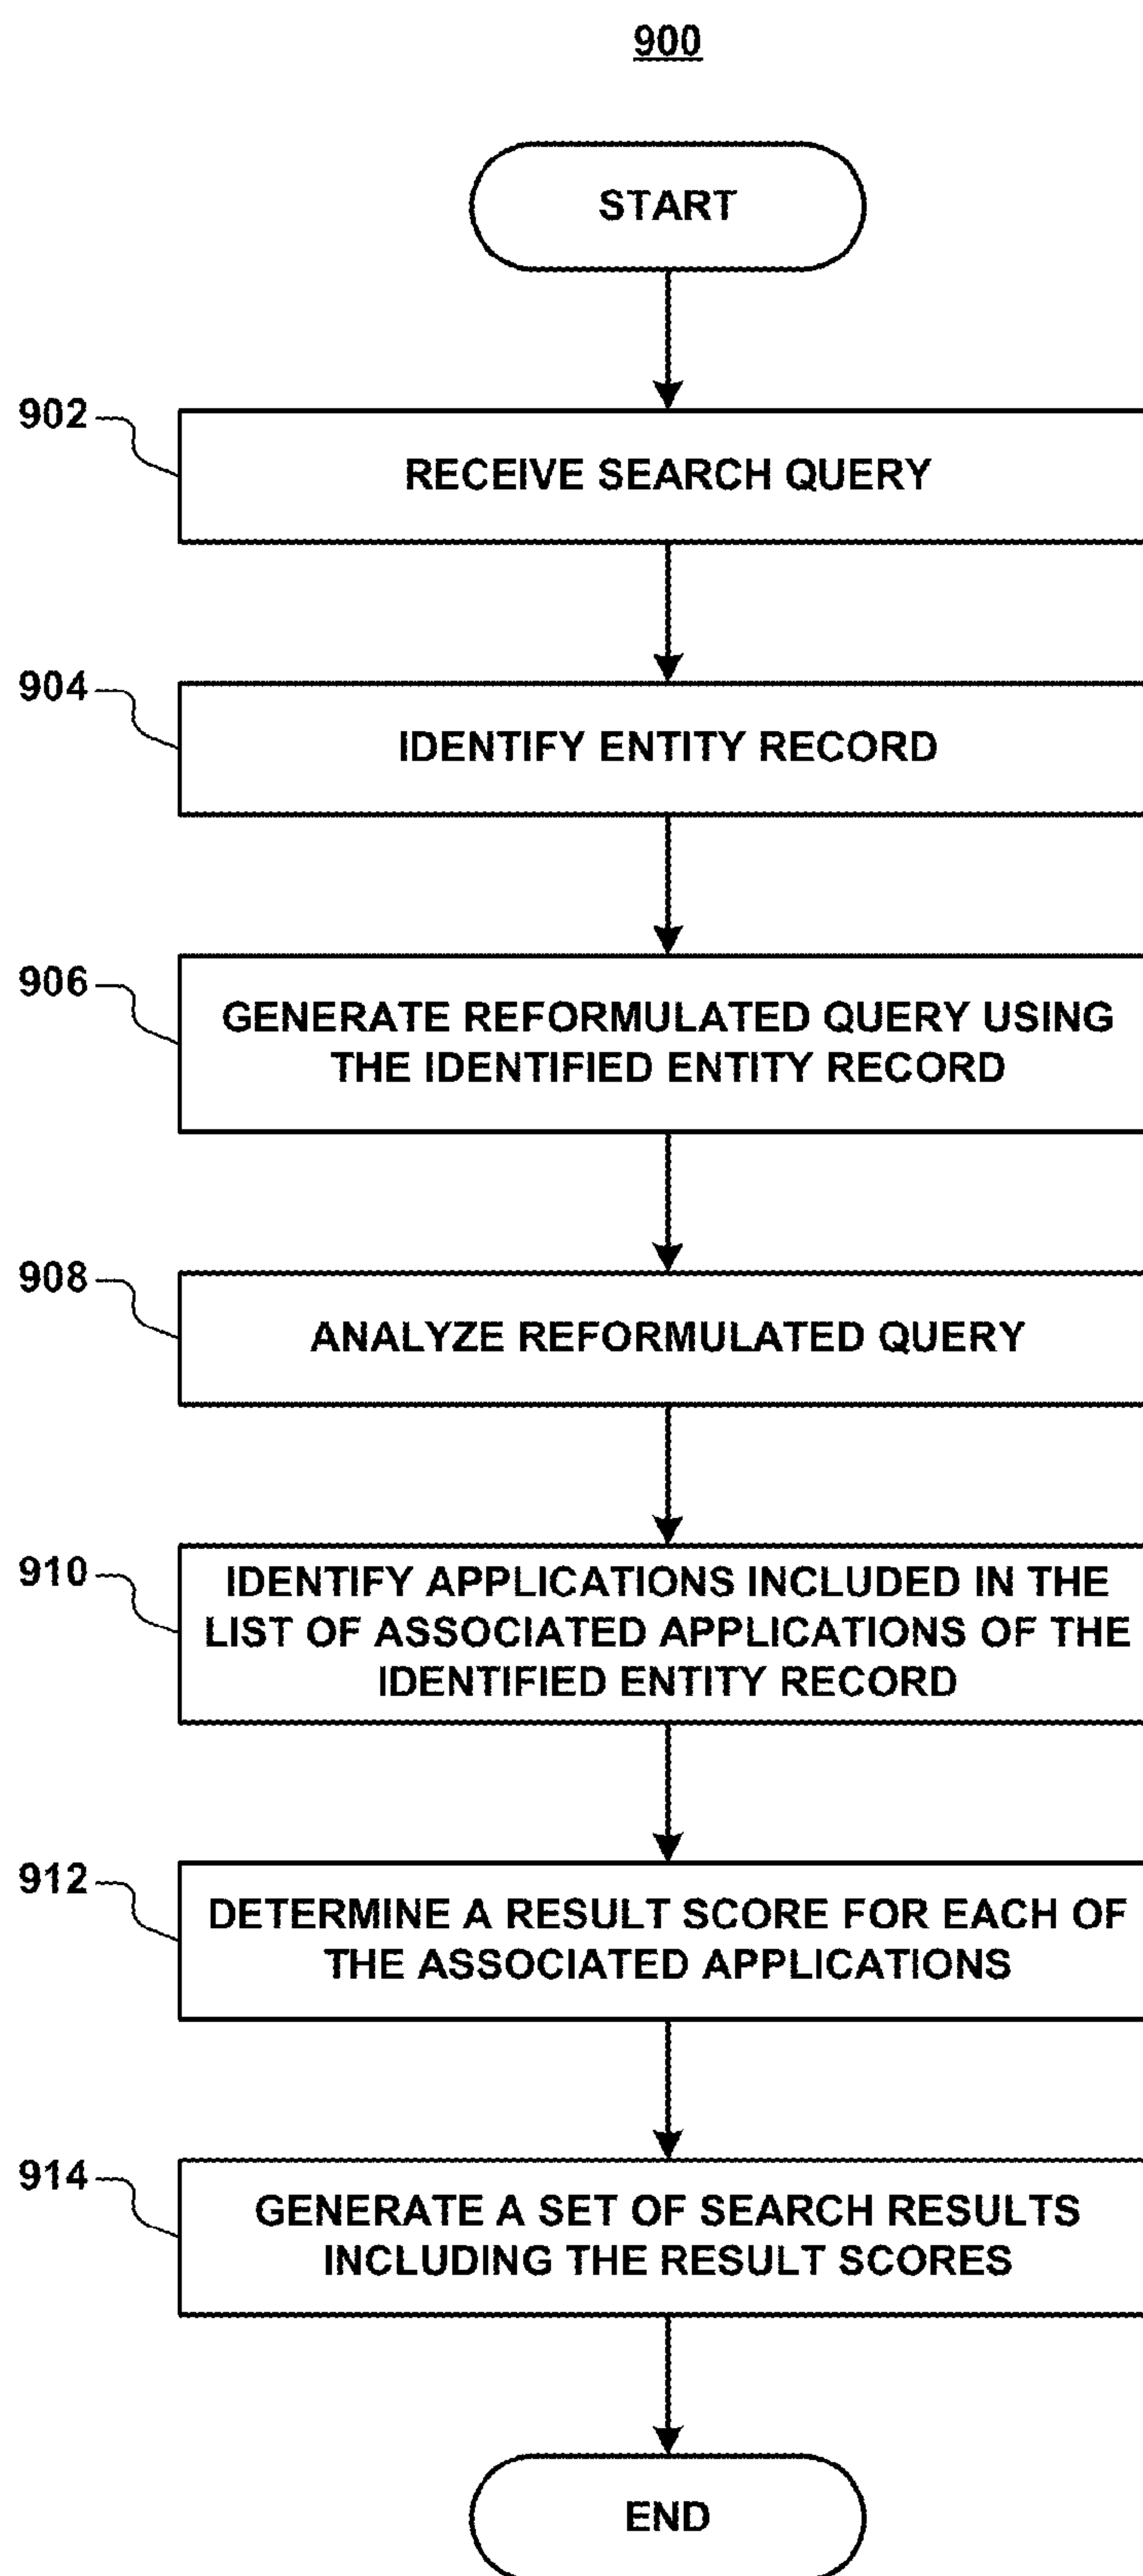 900
START
902
RECEIVE SEARCH QUERY
904
IDENTIFY ENTITY RECORD
906
GENERATE REFORMULATED QUERY USING
THE IDENTIFIED ENTITY RECORD
908
ANALYZE REFORMULATED QUERY
910
IDENTIFY APPLICATIONS INCLUDED IN THE
LIST OF ASSOCIATED APPLICATIONS OF THE
IDENTIFIED ENTITY RECORD
912
DETERMINE A RESULT SCORE FOR EACH OF
THE ASSOCIATED APPLICATIONS
914
GENERATE A SET OF SEARCH RESULTS
INCLUDING THE RESULT SCORES
END